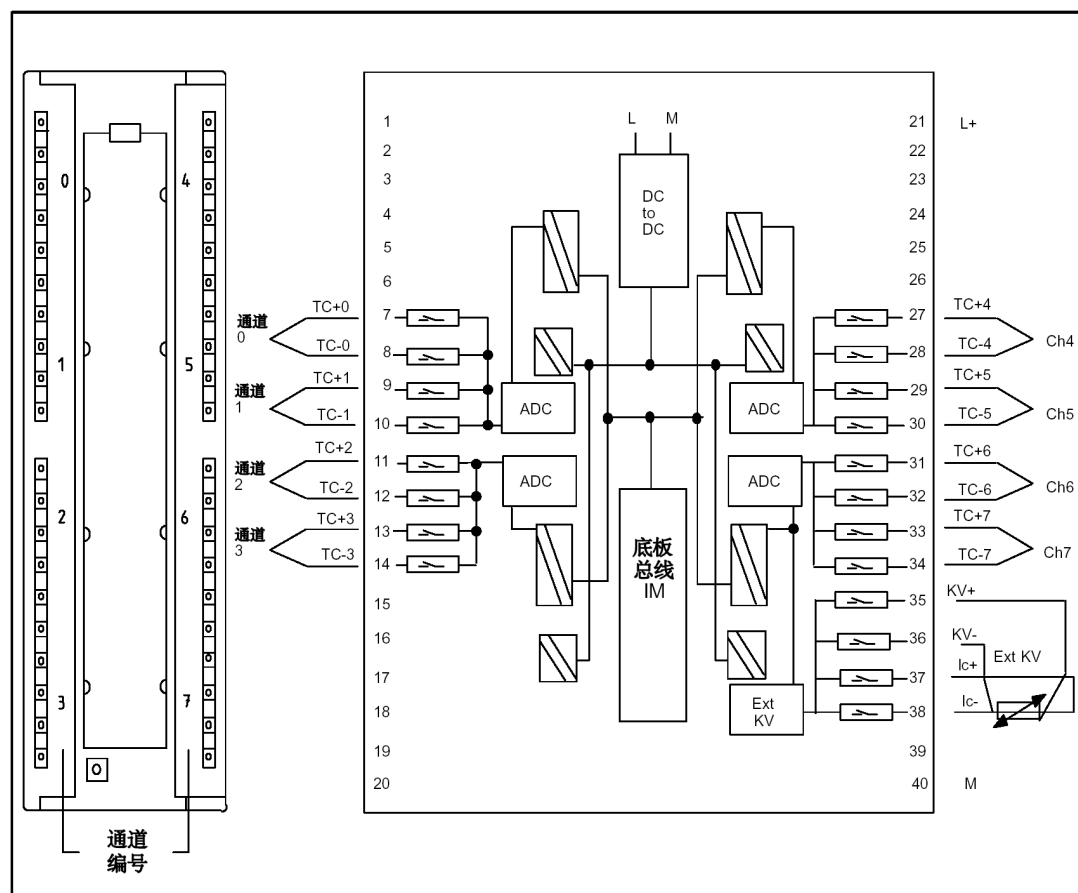 0
4
1
5
2
6
3
7
通道
编号
通道
0
TC+0
TC-0
通道
1
TC+1
TC-1
通道
2
TC+2
TC-2
通道
3
TC+3
TC-3
1
2
3
4
5
6
7
8
9
10
11
12
13
14
15
16
17
18
19
20
L M
DC
to
DC
ADC
ADC
ADC
ADC
底板
总线
IM
Ext
KV
21
22
23
24
25
26
27
28
29
30
31
32
33
34
35
36
37
38
39
40
L+
TC+4
TC-4
Ch4
TC+5
TC-5
Ch5
TC+6
TC-6
Ch6
TC+7
TC-7
Ch7
KV+
KV-
Ext KV
Ic+
Ic-
M